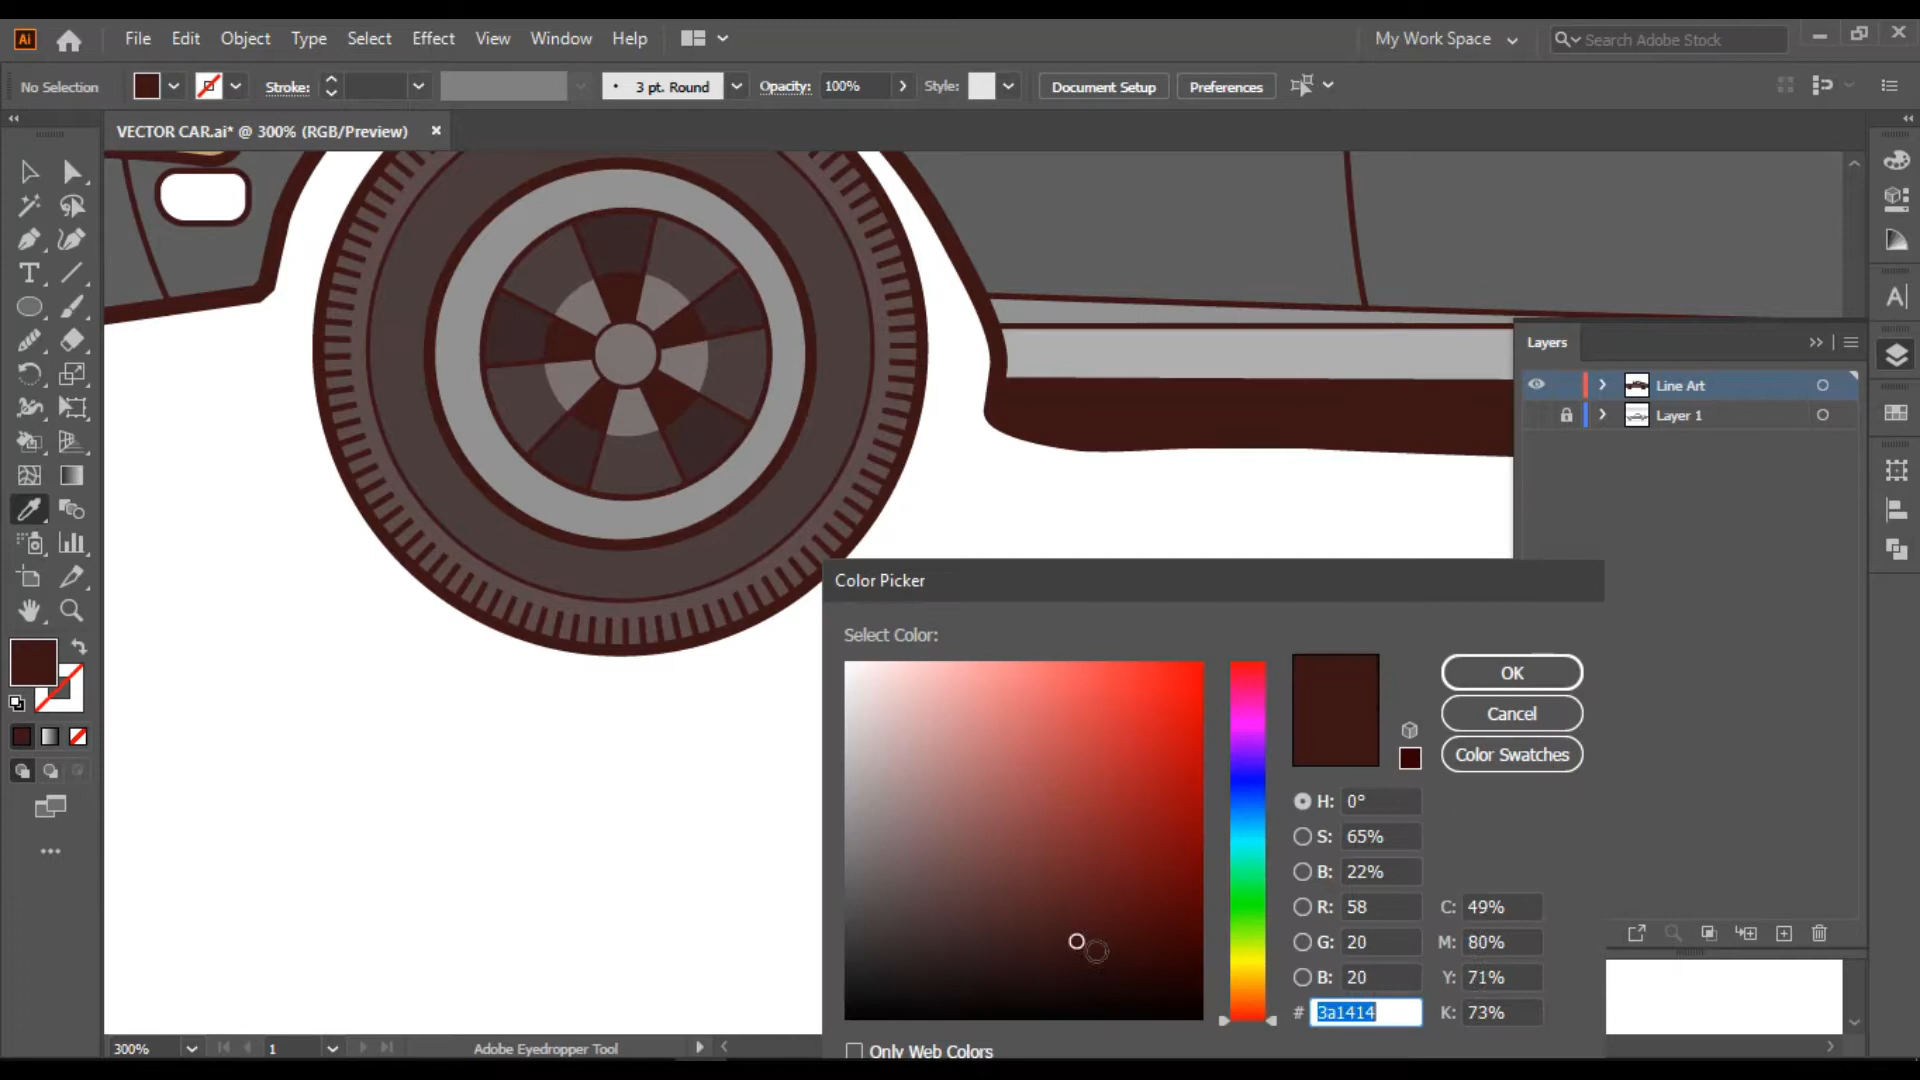 Ai File Edit Object Type Select Effect View Window Help My Work Space Search Adobe Stock
No Selection Stroke: 3 pt. Round Opacity: 100% Style: Document Setup Preferences
VECTOR CAR.ai* @ 300% (RGB/Preview)
Layers
Line Art
Layer 1
Color Picker
Select Color:
OK
Cancel
Color Swatches
H: 0°
S: 65%
B: 22%
R: 58 C: 49%
G: 20 M: 80%
B: 20 Y: 71%
# 3a1414 K: 73%
300% 1 Adobe Eyedropper Tool Only Web Colors